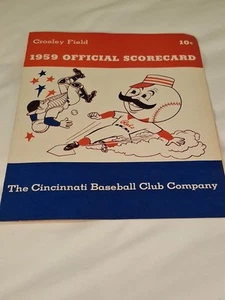 Crosley Field 10¢
1959 OFFICIAL SCORECARD
The Cincinnati Baseball Club Company